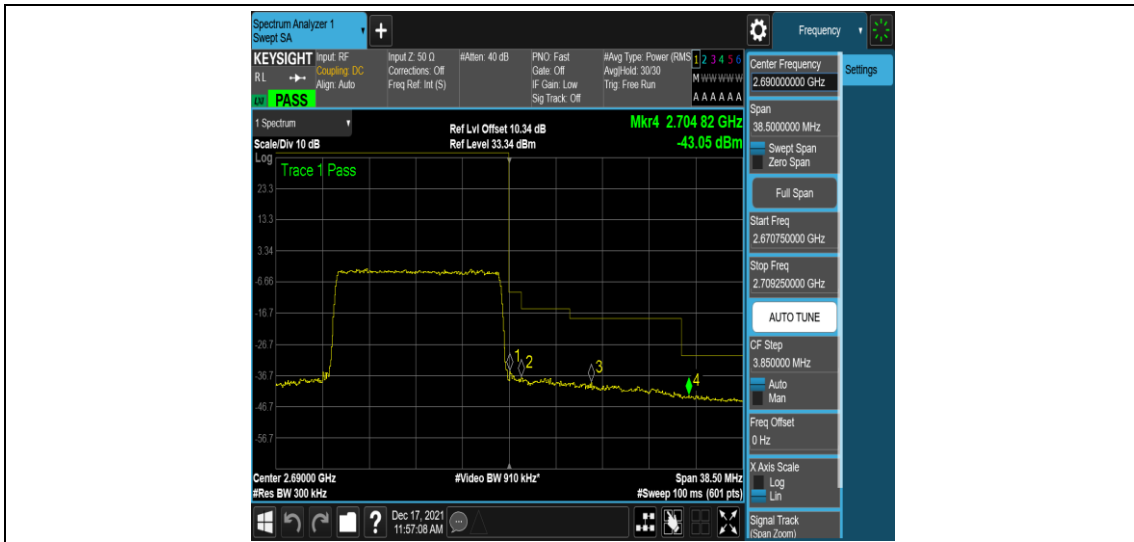 Spectrum Analyzer 1
Swept SA
+
Frequency
KEYSIGHT
Input: RF
Coupling: DC
Align: Auto
Input Z: 50 Ω
Corrections: Off
Freq Ref: Int (S)
#Atten: 40 dB
PNO: Fast
Gate: Off
IF Gain: Low
Sig Track: Off
#Avg Type: Power (RMS
Avg|Hold: 30/30
Trig: Free Run
1 2 3 4 5 6
M W W W W W
A A A A A A
R L
PASS
1 Spectrum
Scale/Div 10 dB
Ref Lvl Offset 10.34 dB
Ref Level 33.34 dBm
Mkr4 2.704 82 GHz
-43.05 dBm
Log
Trace 1 Pass
23.3
13.3
3.34
-6.66
-16.7
-26.7
-36.7
-46.7
-56.7
1
2
3
4
Center 2.69000 GHz
#Res BW 300 kHz
#Video BW 910 kHz*
Span 38.50 MHz
#Sweep 100 ms (601 pts)
Dec 17, 2021
11:57:08 AM
?
Center Frequency
2.690000000 GHz
Settings
Span
38.5000000 MHz
Swept Span
Zero Span
Full Span
Start Freq
2.670750000 GHz
Stop Freq
2.709250000 GHz
AUTO TUNE
CF Step
3.850000 MHz
Auto
Man
Freq Offset
0 Hz
X Axis Scale
Log
Lin
Signal Track
(Span Zoom)